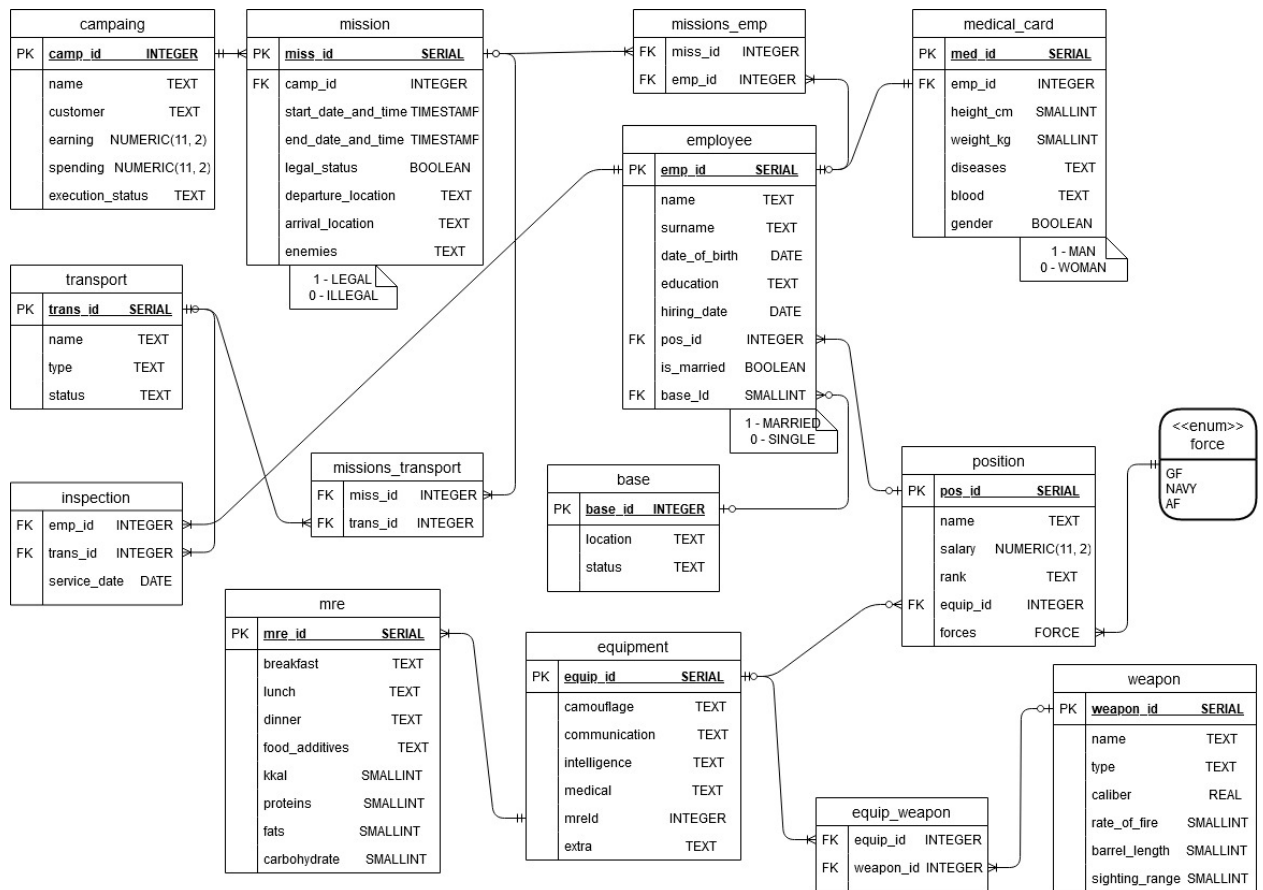 campaing
PK camp_id INTEGER
name TEXT
customer TEXT
earning NUMERIC(11, 2)
spending NUMERIC(11, 2)
execution_status TEXT
mission
PK miss_id SERIAL
FK camp_id INTEGER
start_date_and_time TIMESTAMP
end_date_and_time TIMESTAMP
legal_status BOOLEAN
departure_location TEXT
arrival_location TEXT
enemies TEXT
1 - LEGAL
0 - ILLEGAL
missions_emp
FK miss_id INTEGER
FK emp_id INTEGER
medical_card
PK med_id SERIAL
FK emp_id INTEGER
height_cm SMALLINT
weight_kg SMALLINT
diseases TEXT
blood TEXT
gender BOOLEAN
1 - MAN
0 - WOMAN
employee
PK emp_id SERIAL
name TEXT
surname TEXT
date_of_birth DATE
education TEXT
hiring_date DATE
FK pos_id INTEGER
is_married BOOLEAN
FK base_Id SMALLINT
1 - MARRIED
0 - SINGLE
transport
PK trans_id SERIAL
name TEXT
type TEXT
status TEXT
inspection
FK emp_id INTEGER
FK trans_id INTEGER
service_date DATE
missions_transport
FK miss_id INTEGER
FK trans_id INTEGER
base
PK base_id INTEGER
location TEXT
status TEXT
position
PK pos_id SERIAL
name TEXT
salary NUMERIC(11, 2)
rank TEXT
FK equip_id INTEGER
forces FORCE
<<enum>>
force
GF
NAVY
AF
mre
PK mre_id SERIAL
breakfast TEXT
lunch TEXT
dinner TEXT
food_additives TEXT
kkal SMALLINT
proteins SMALLINT
fats SMALLINT
carbohydrate SMALLINT
equipment
PK equip_id SERIAL
camouflage TEXT
communication TEXT
intelligence TEXT
medical TEXT
mreId INTEGER
extra TEXT
equip_weapon
FK equip_id INTEGER
FK weapon_id INTEGER
weapon
PK weapon_id SERIAL
name TEXT
type TEXT
caliber REAL
rate_of_fire SMALLINT
barrel_length SMALLINT
sighting_range SMALLINT